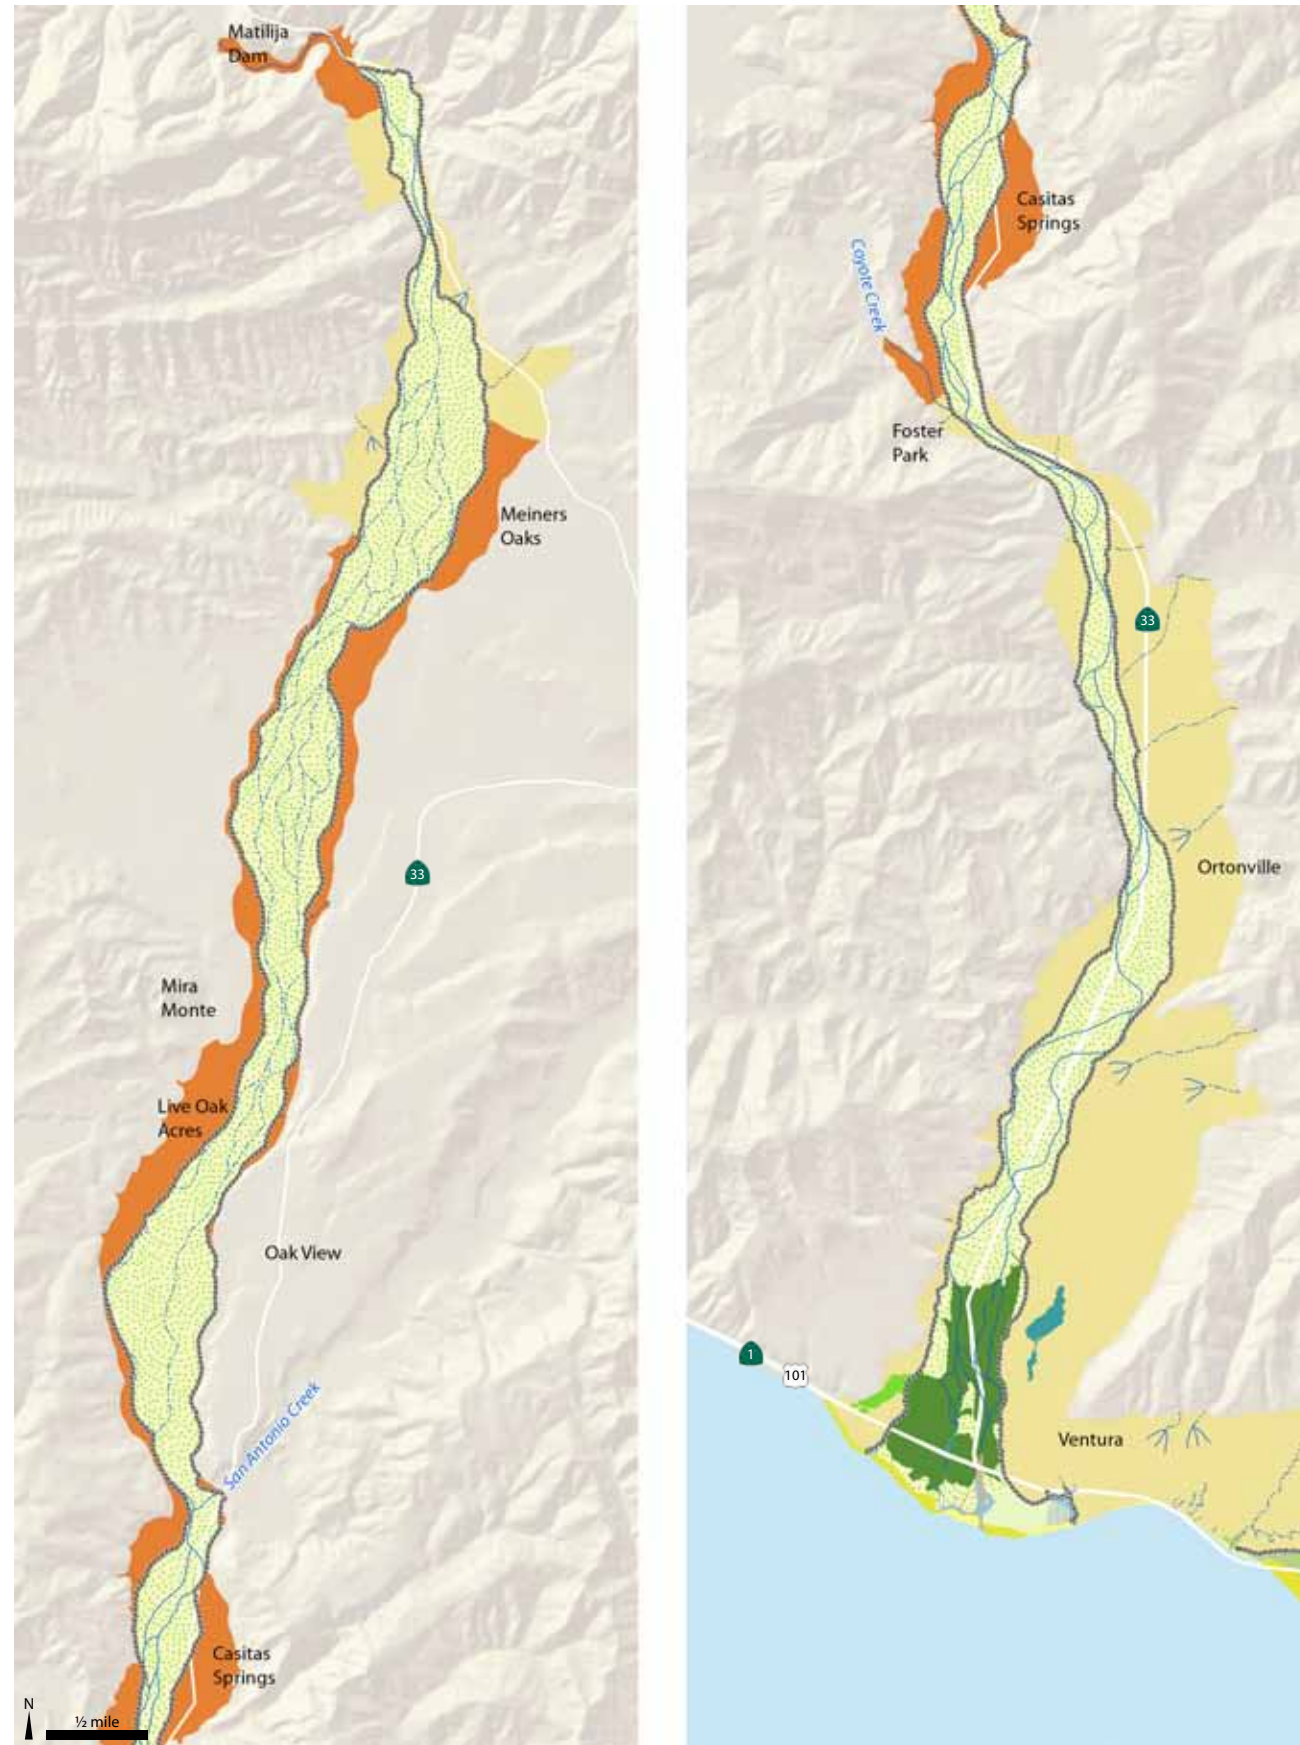 Matilija
Dam
Meiners
Oaks
33
Mira
Monte
Live Oak
Acres
Oak View
San Antonio Creek
Casitas
Springs
N
½ mile
Casitas
Springs
Coyote Creek
Foster
Park
33
Ortonville
1
101
Ventura